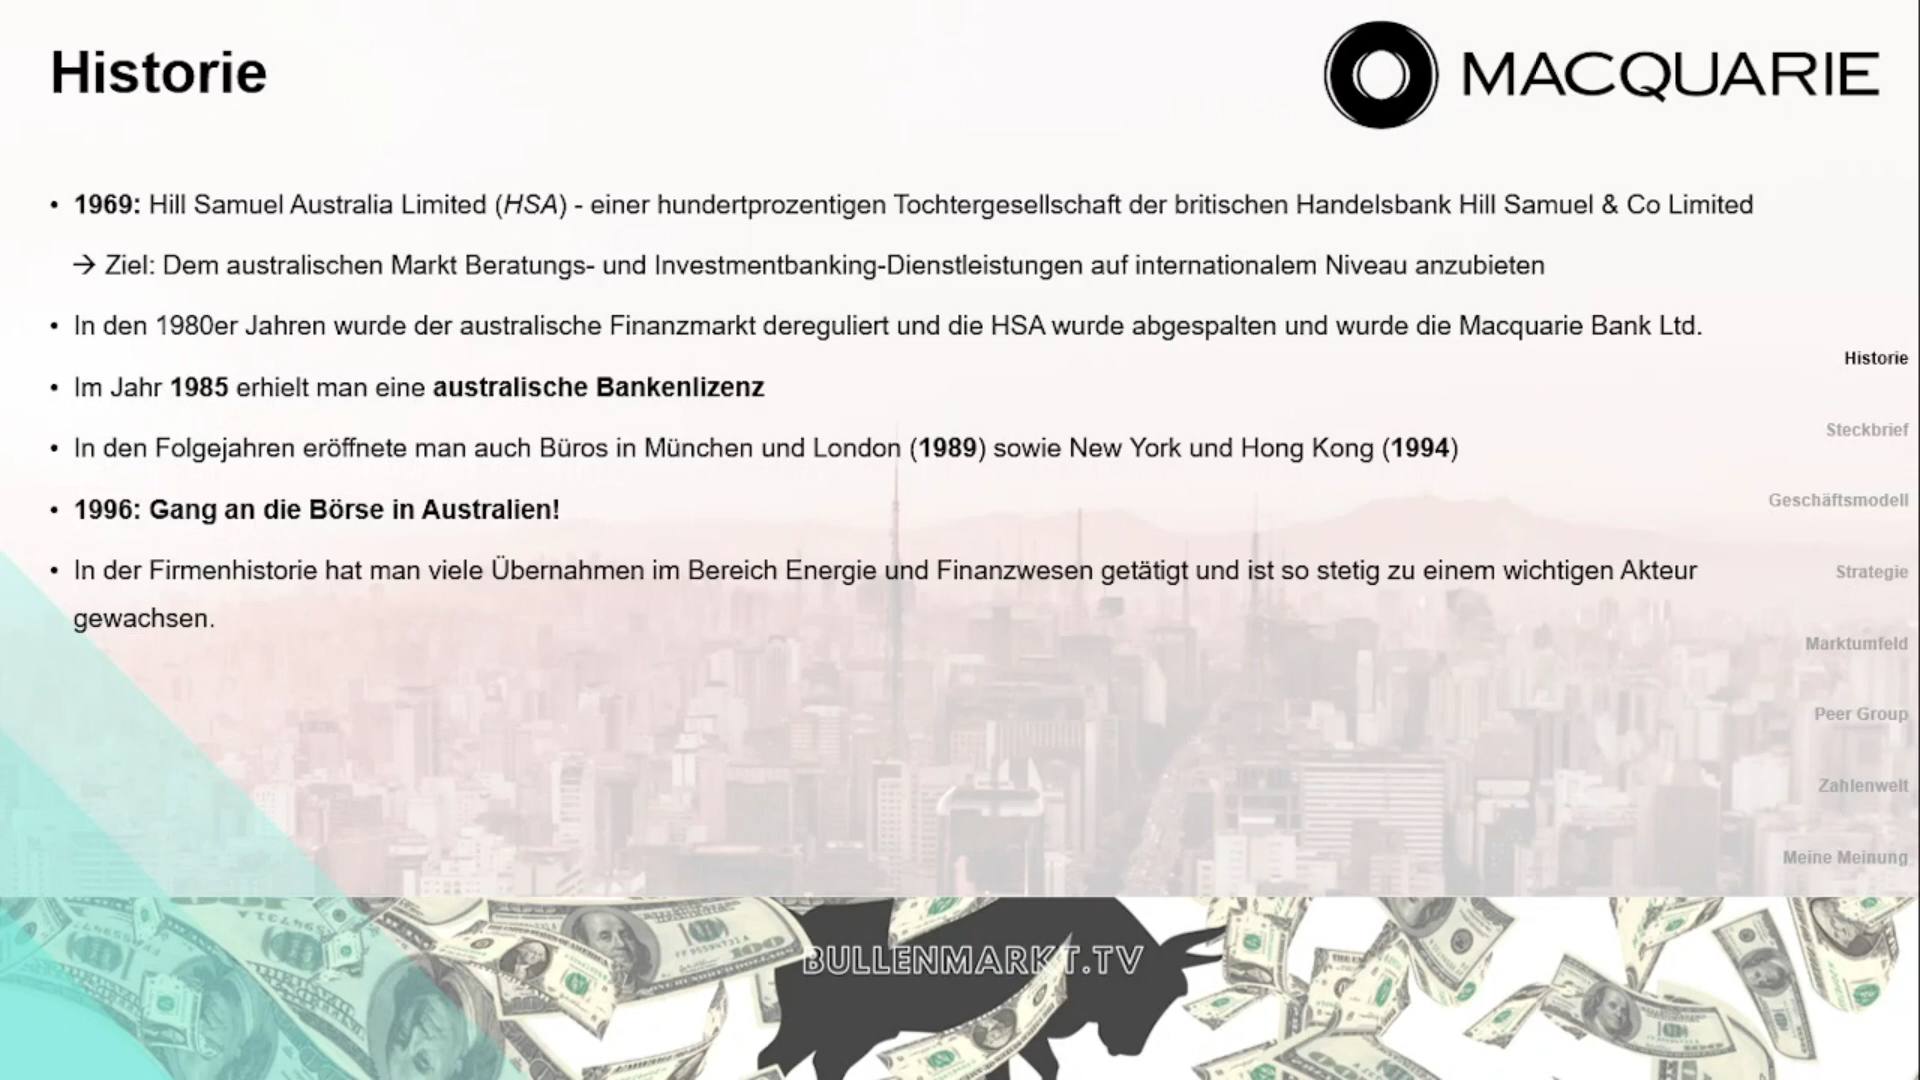 Historie
MACQUARIE
• 1969: Hill Samuel Australia Limited (HSA) - einer hundertprozentigen Tochtergesellschaft der britischen Handelsbank Hill Samuel & Co Limited
→ Ziel: Dem australischen Markt Beratungs- und Investmentbanking-Dienstleistungen auf internationalem Niveau anzubieten
• In den 1980er Jahren wurde der australische Finanzmarkt dereguliert und die HSA wurde abgespalten und wurde die Macquarie Bank Ltd.
• Im Jahr 1985 erhielt man eine australische Bankenlizenz
• In den Folgejahren eröffnete man auch Büros in München und London (1989) sowie New York und Hong Kong (1994)
• 1996: Gang an die Börse in Australien!
• In der Firmenhistorie hat man viele Übernahmen im Bereich Energie und Finanzwesen getätigt und ist so stetig zu einem wichtigen Akteur
gewachsen.
Historie
Steckbrief
Geschäftsmodell
Strategie
Marktumfeld
Peer Group
Zahlenwelt
Meine Meinung
BULLENMARKT.TV